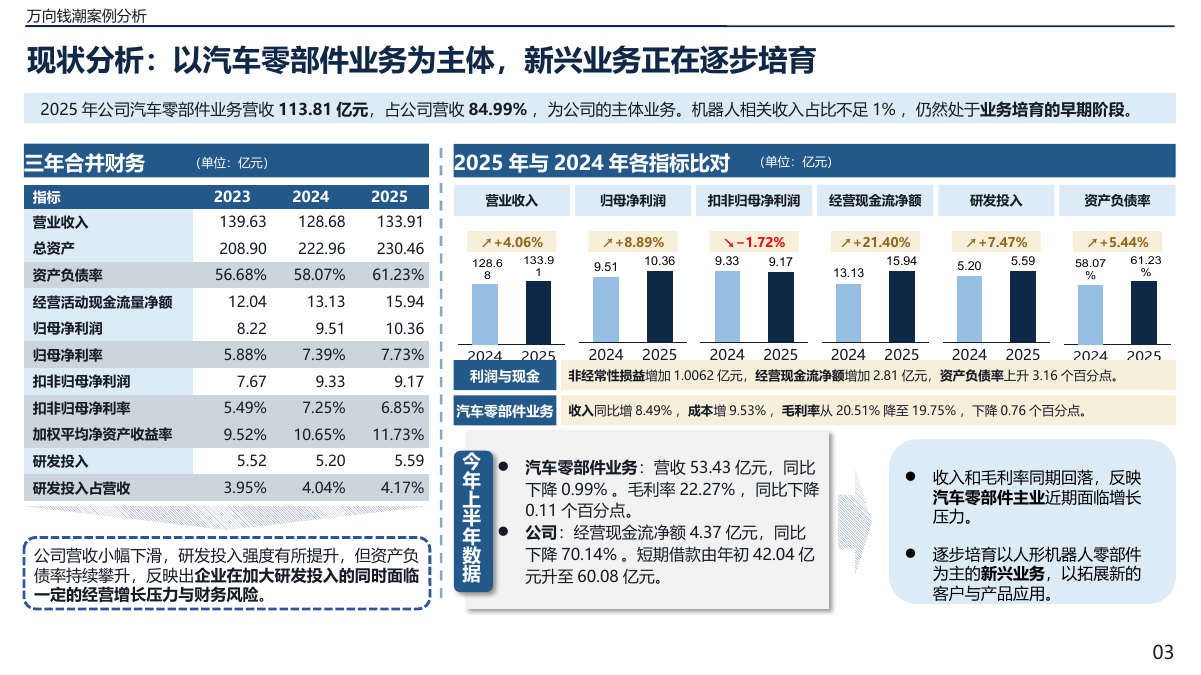 万向钱潮案例分析
现状分析：以汽车零部件业务为主体，新兴业务正在逐步培育
2025 年公司汽车零部件业务营收 113.81 亿元，占公司营收 84.99% ，为公司的主体业务。机器人相关收入占比不足 1% ，仍然处于业务培育的早期阶段。
三年合并财务 （单位：亿元）
指标 2023 2024 2025
营业收入 139.63 128.68 133.91
总资产 208.90 222.96 230.46
资产负债率 56.68% 58.07% 61.23%
经营活动现金流量净额 12.04 13.13 15.94
归母净利润 8.22 9.51 10.36
归母净利率 5.88% 7.39% 7.73%
扣非归母净利润 7.67 9.33 9.17
扣非归母净利率 5.49% 7.25% 6.85%
加权平均净资产收益率 9.52% 10.65% 11.73%
研发投入 5.52 5.20 5.59
研发投入占营收 3.95% 4.04% 4.17%
公司营收小幅下滑，研发投入强度有所提升，但资产负
债率持续攀升，反映出企业在加大研发投入的同时面临
一定的经营增长压力与财务风险。
2025 年与 2024 年各指标比对 （单位：亿元）
营业收入 归母净利润 扣非归母净利润 经营现金流净额 研发投入 资产负债率
↗+4.06% ↗+8.89% ↘−1.72% ↗+21.40% ↗+7.47% ↗+5.44%
128.6
8
133.9
1
9.51 10.36
9.33 9.17
13.13 15.94
5.20 5.59
58.07
%
61.23
%
2024 2025 2024 2025 2024 2025 2024 2025 2024 2025 2024 2025
利润与现金 非经常性损益增加 1.0062 亿元，经营现金流净额增加 2.81 亿元，资产负债率上升 3.16 个百分点。
汽车零部件业务 收入同比增 8.49% ，成本增 9.53% ，毛利率从 20.51% 降至 19.75% ，下降 0.76 个百分点。
今年上半年数据
● 汽车零部件业务：营收 53.43 亿元，同比
下降 0.99% 。毛利率 22.27% ，同比下降
0.11 个百分点。
● 公司：经营现金流净额 4.37 亿元，同比
下降 70.14% 。短期借款由年初 42.04 亿
元升至 60.08 亿元。
● 收入和毛利率同期回落，反映
汽车零部件主业近期面临增长
压力。
● 逐步培育以人形机器人零部件
为主的新兴业务，以拓展新的
客户与产品应用。
03